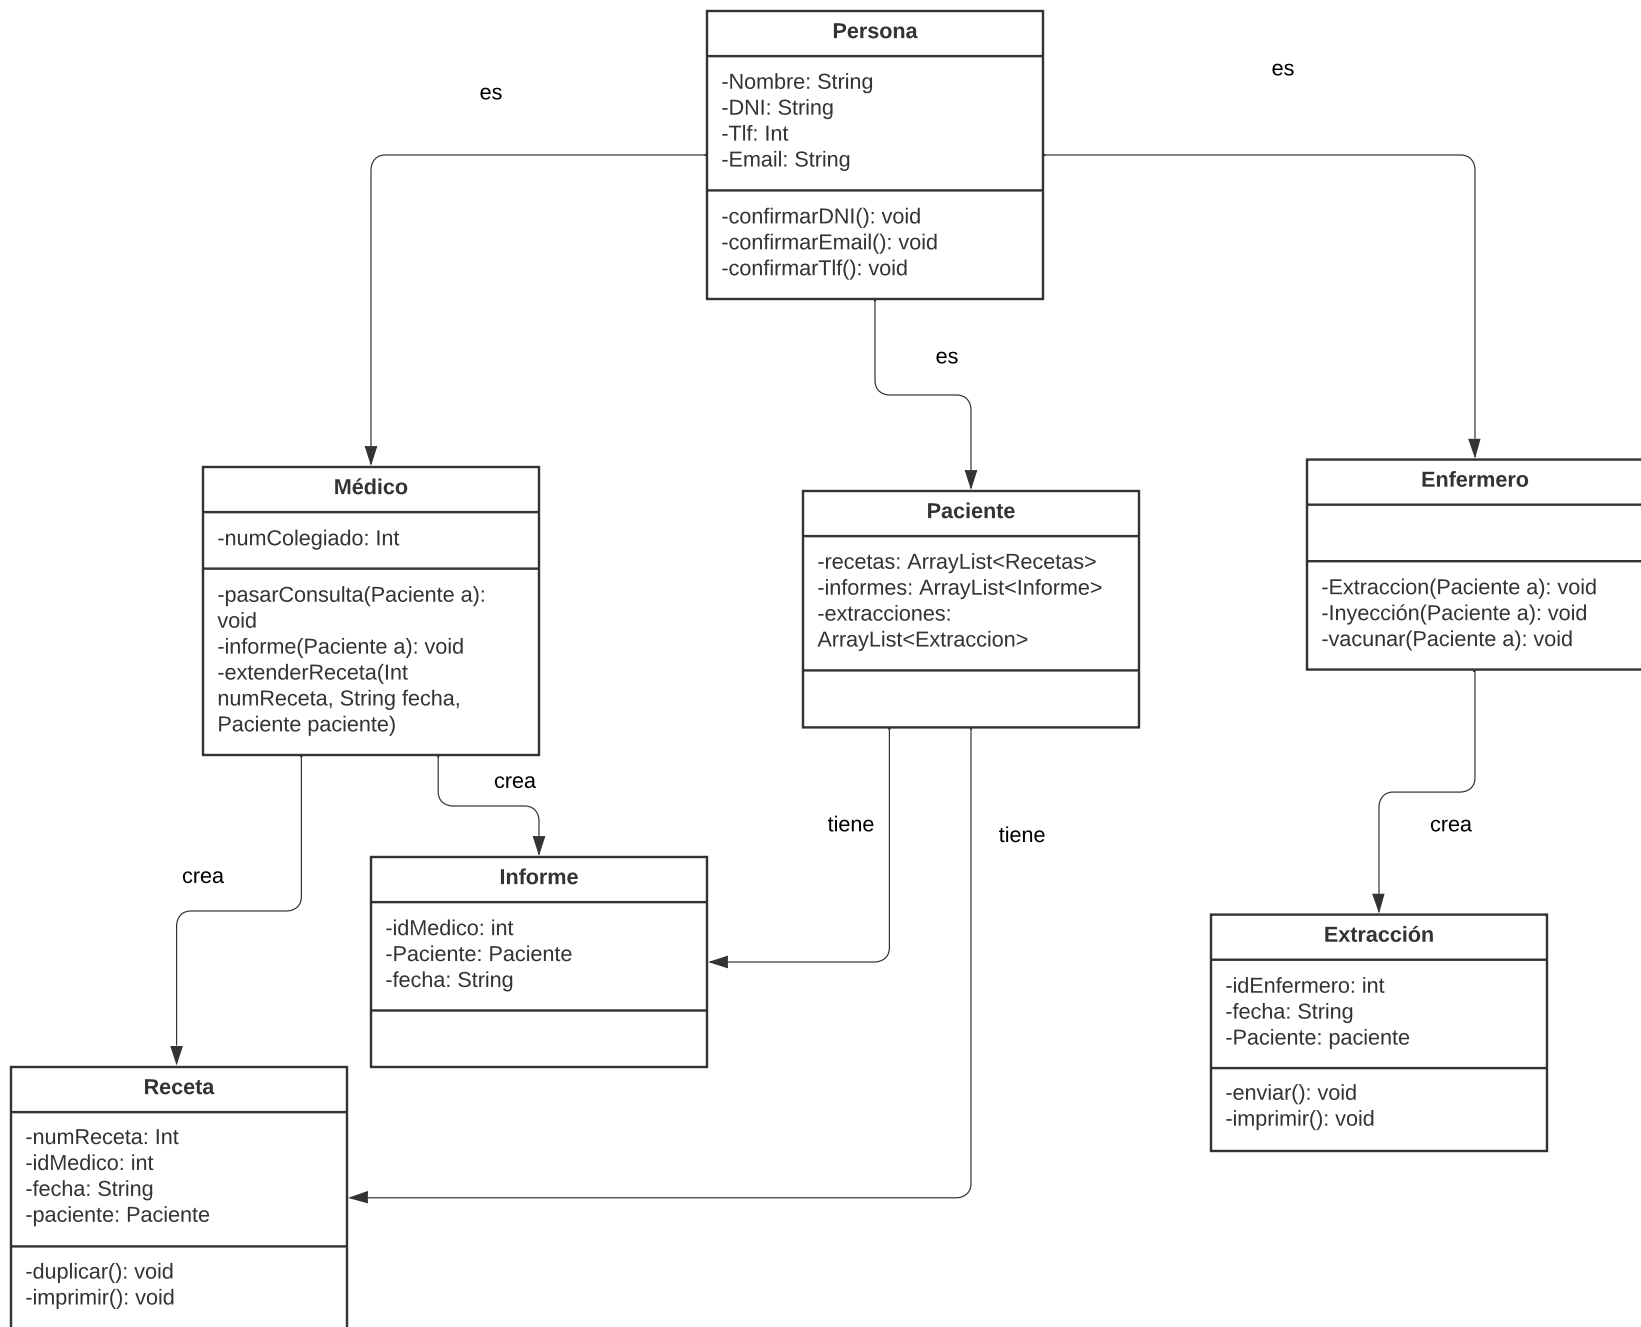 Persona
-Nombre: String
-DNI: String
-Tlf: Int
-Email: String
-confirmarDNI(): void
-confirmarEmail(): void
-confirmarTlf(): void
es
es
es
Médico
-numColegiado: Int
-pasarConsulta(Paciente a):
void
-informe(Paciente a): void
-extenderReceta(Int
numReceta, String fecha,
Paciente paciente)
Paciente
-recetas: ArrayList<Recetas>
-informes: ArrayList<Informe>
-extracciones:
ArrayList<Extraccion>
Enfermero
-Extraccion(Paciente a): void
-Inyección(Paciente a): void
-vacunar(Paciente a): void
crea
crea
tiene
tiene
crea
Informe
-idMedico: int
-Paciente: Paciente
-fecha: String
Extracción
-idEnfermero: int
-fecha: String
-Paciente: paciente
-enviar(): void
-imprimir(): void
Receta
-numReceta: Int
-idMedico: int
-fecha: String
-paciente: Paciente
-duplicar(): void
-imprimir(): void